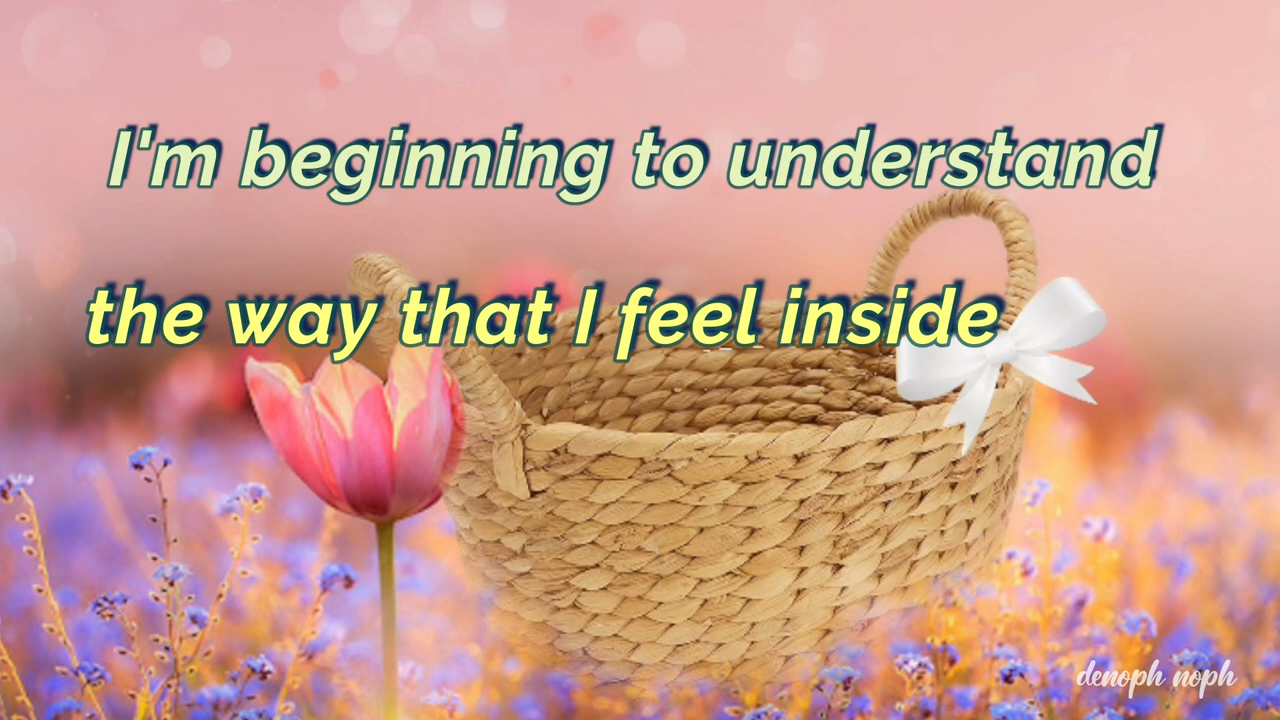 I'm beginning to understand
the way that I feel inside
denoph noph